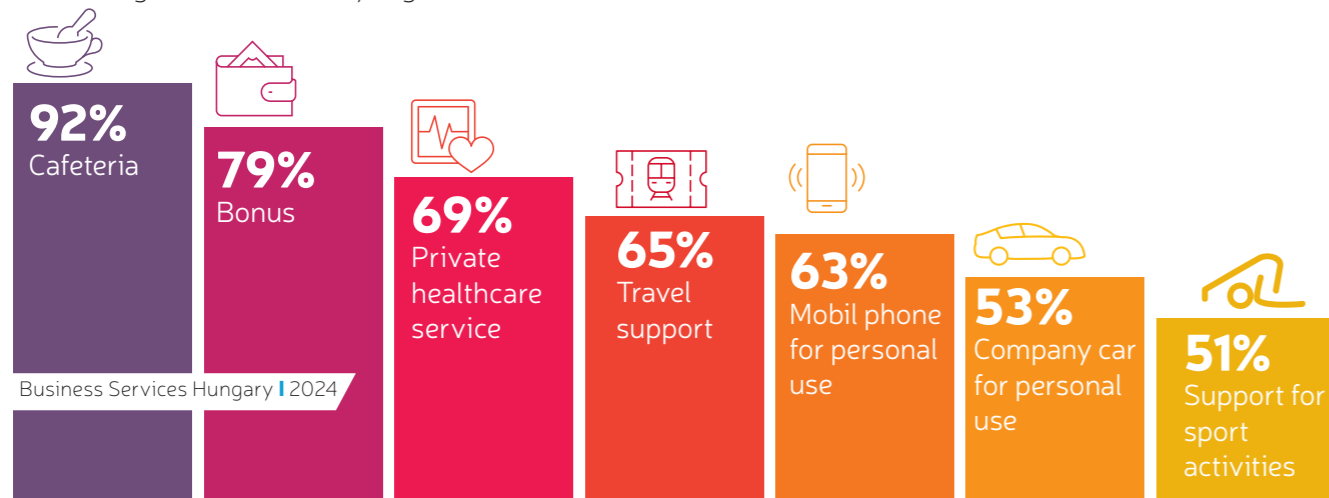 92%
Cafeteria
79%
Bonus
69%
Private
healthcare
service
65%
Travel
support
63%
Mobil phone
for personal
use
53%
Company car
for personal
use
51%
Support for
sport
activities
Business Services Hungary | 2024